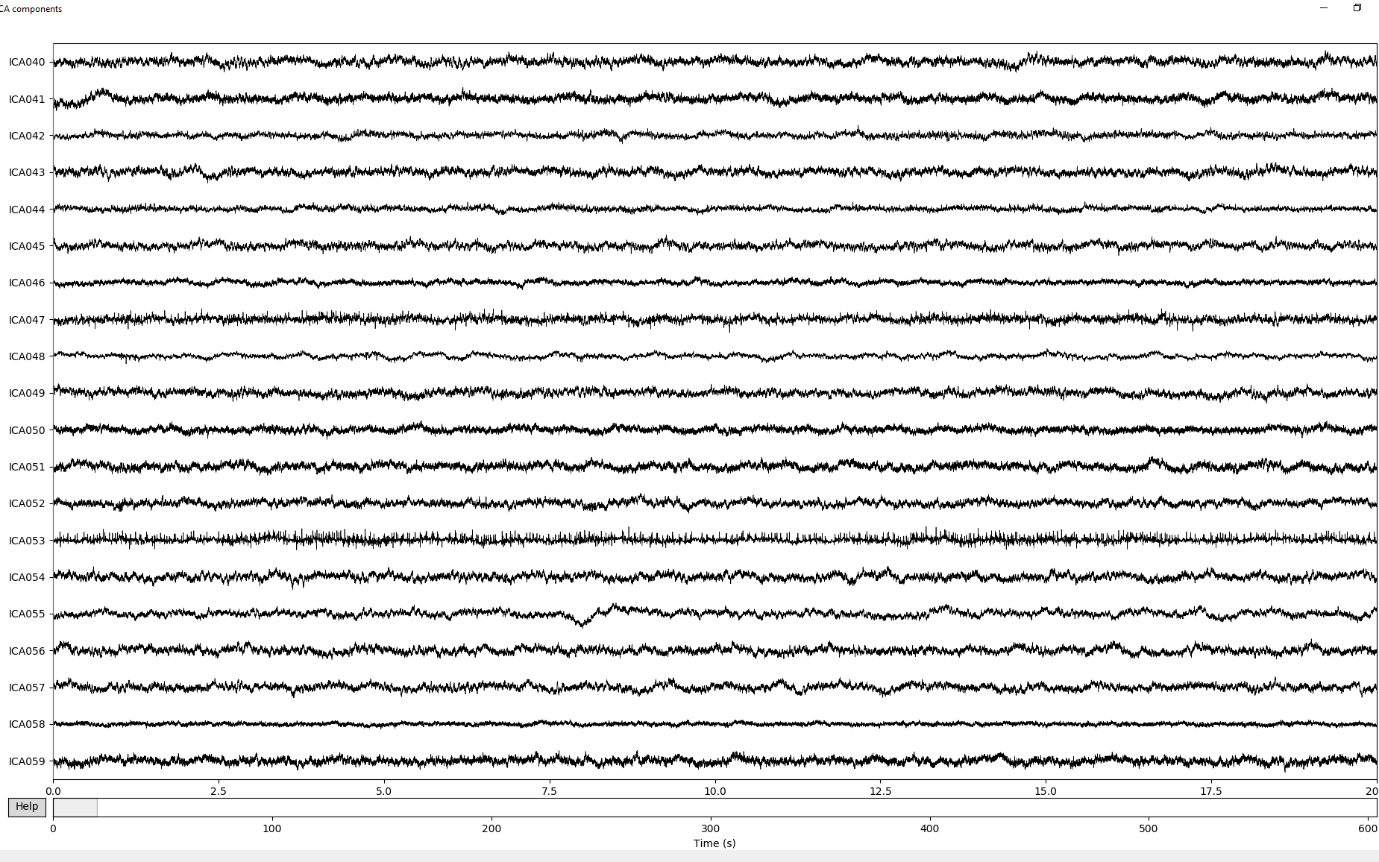 CA components
ICA040
ICA041
ICA042
ICA043
ICA044
ICA045
ICA046
ICA047
ICA048
ICA049
ICA050
ICA051
ICA052
ICA053
ICA054
ICA055
ICA056
ICA057
ICA058
ICA059
0.0 2.5 5.0 7.5 10.0 12.5 15.0 17.5 20
Help
0 100 200 300 400 500 600
Time (s)